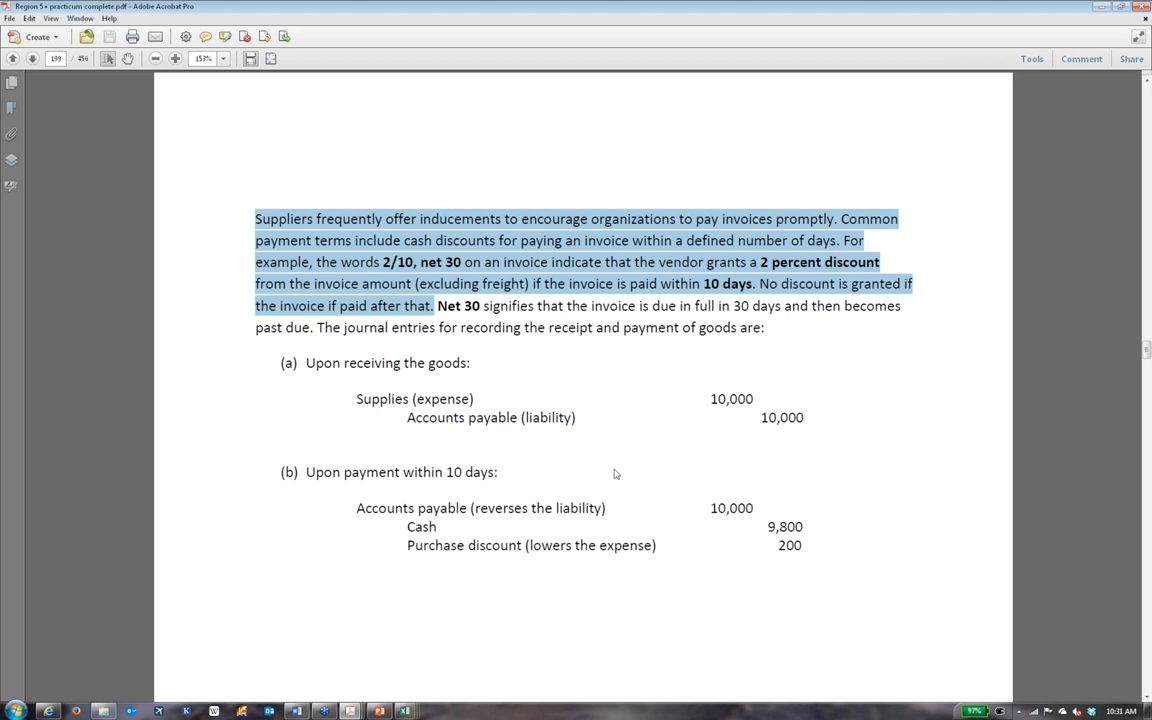 Region 5+ practicum complete.pdf - Adobe Acrobat Pro
File Edit View Window Help
Create
199 / 456 153% Tools Comment Share
Suppliers frequently offer inducements to encourage organizations to pay invoices promptly. Common
payment terms include cash discounts for paying an invoice within a defined number of days. For
example, the words 2/10, net 30 on an invoice indicate that the vendor grants a 2 percent discount
from the invoice amount (excluding freight) if the invoice is paid within 10 days. No discount is granted if
the invoice if paid after that. Net 30 signifies that the invoice is due in full in 30 days and then becomes
past due. The journal entries for recording the receipt and payment of goods are:
(a) Upon receiving the goods:
Supplies (expense) 10,000
Accounts payable (liability) 10,000
(b) Upon payment within 10 days:
Accounts payable (reverses the liability) 10,000
Cash 9,800
Purchase discount (lowers the expense) 200
97% 10:31 AM